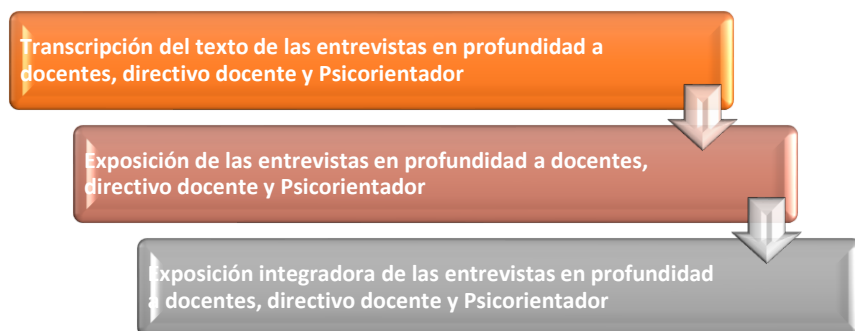 Transcripción del texto de las entrevistas en profundidad a
docentes, directivo docente y Psicorientador
Exposición de las entrevistas en profundidad a docentes,
directivo docente y Psicorientador
Exposición integradora de las entrevistas en profundidad
a docentes, directivo docente y Psicorientador